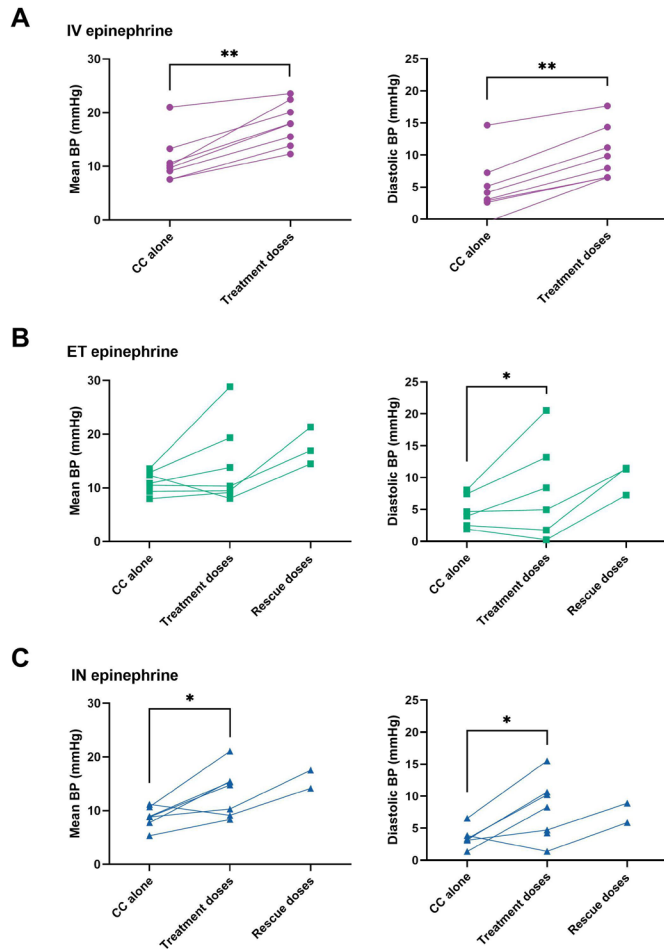 A
IV epinephrine
**
30
20
10
0
Mean BP (mmHg)
CC alone
Treatment doses
**
25
20
15
10
5
0
Diastolic BP (mmHg)
CC alone
Treatment doses
B
ET epinephrine
30
20
10
0
Mean BP (mmHg)
CC alone
Treatment doses
Rescue doses
*
25
20
15
10
5
0
Diastolic BP (mmHg)
CC alone
Treatment doses
Rescue doses
C
IN epinephrine
*
30
20
10
0
Mean BP (mmHg)
CC alone
Treatment doses
Rescue doses
*
25
20
15
10
5
0
Diastolic BP (mmHg)
CC alone
Treatment doses
Rescue doses